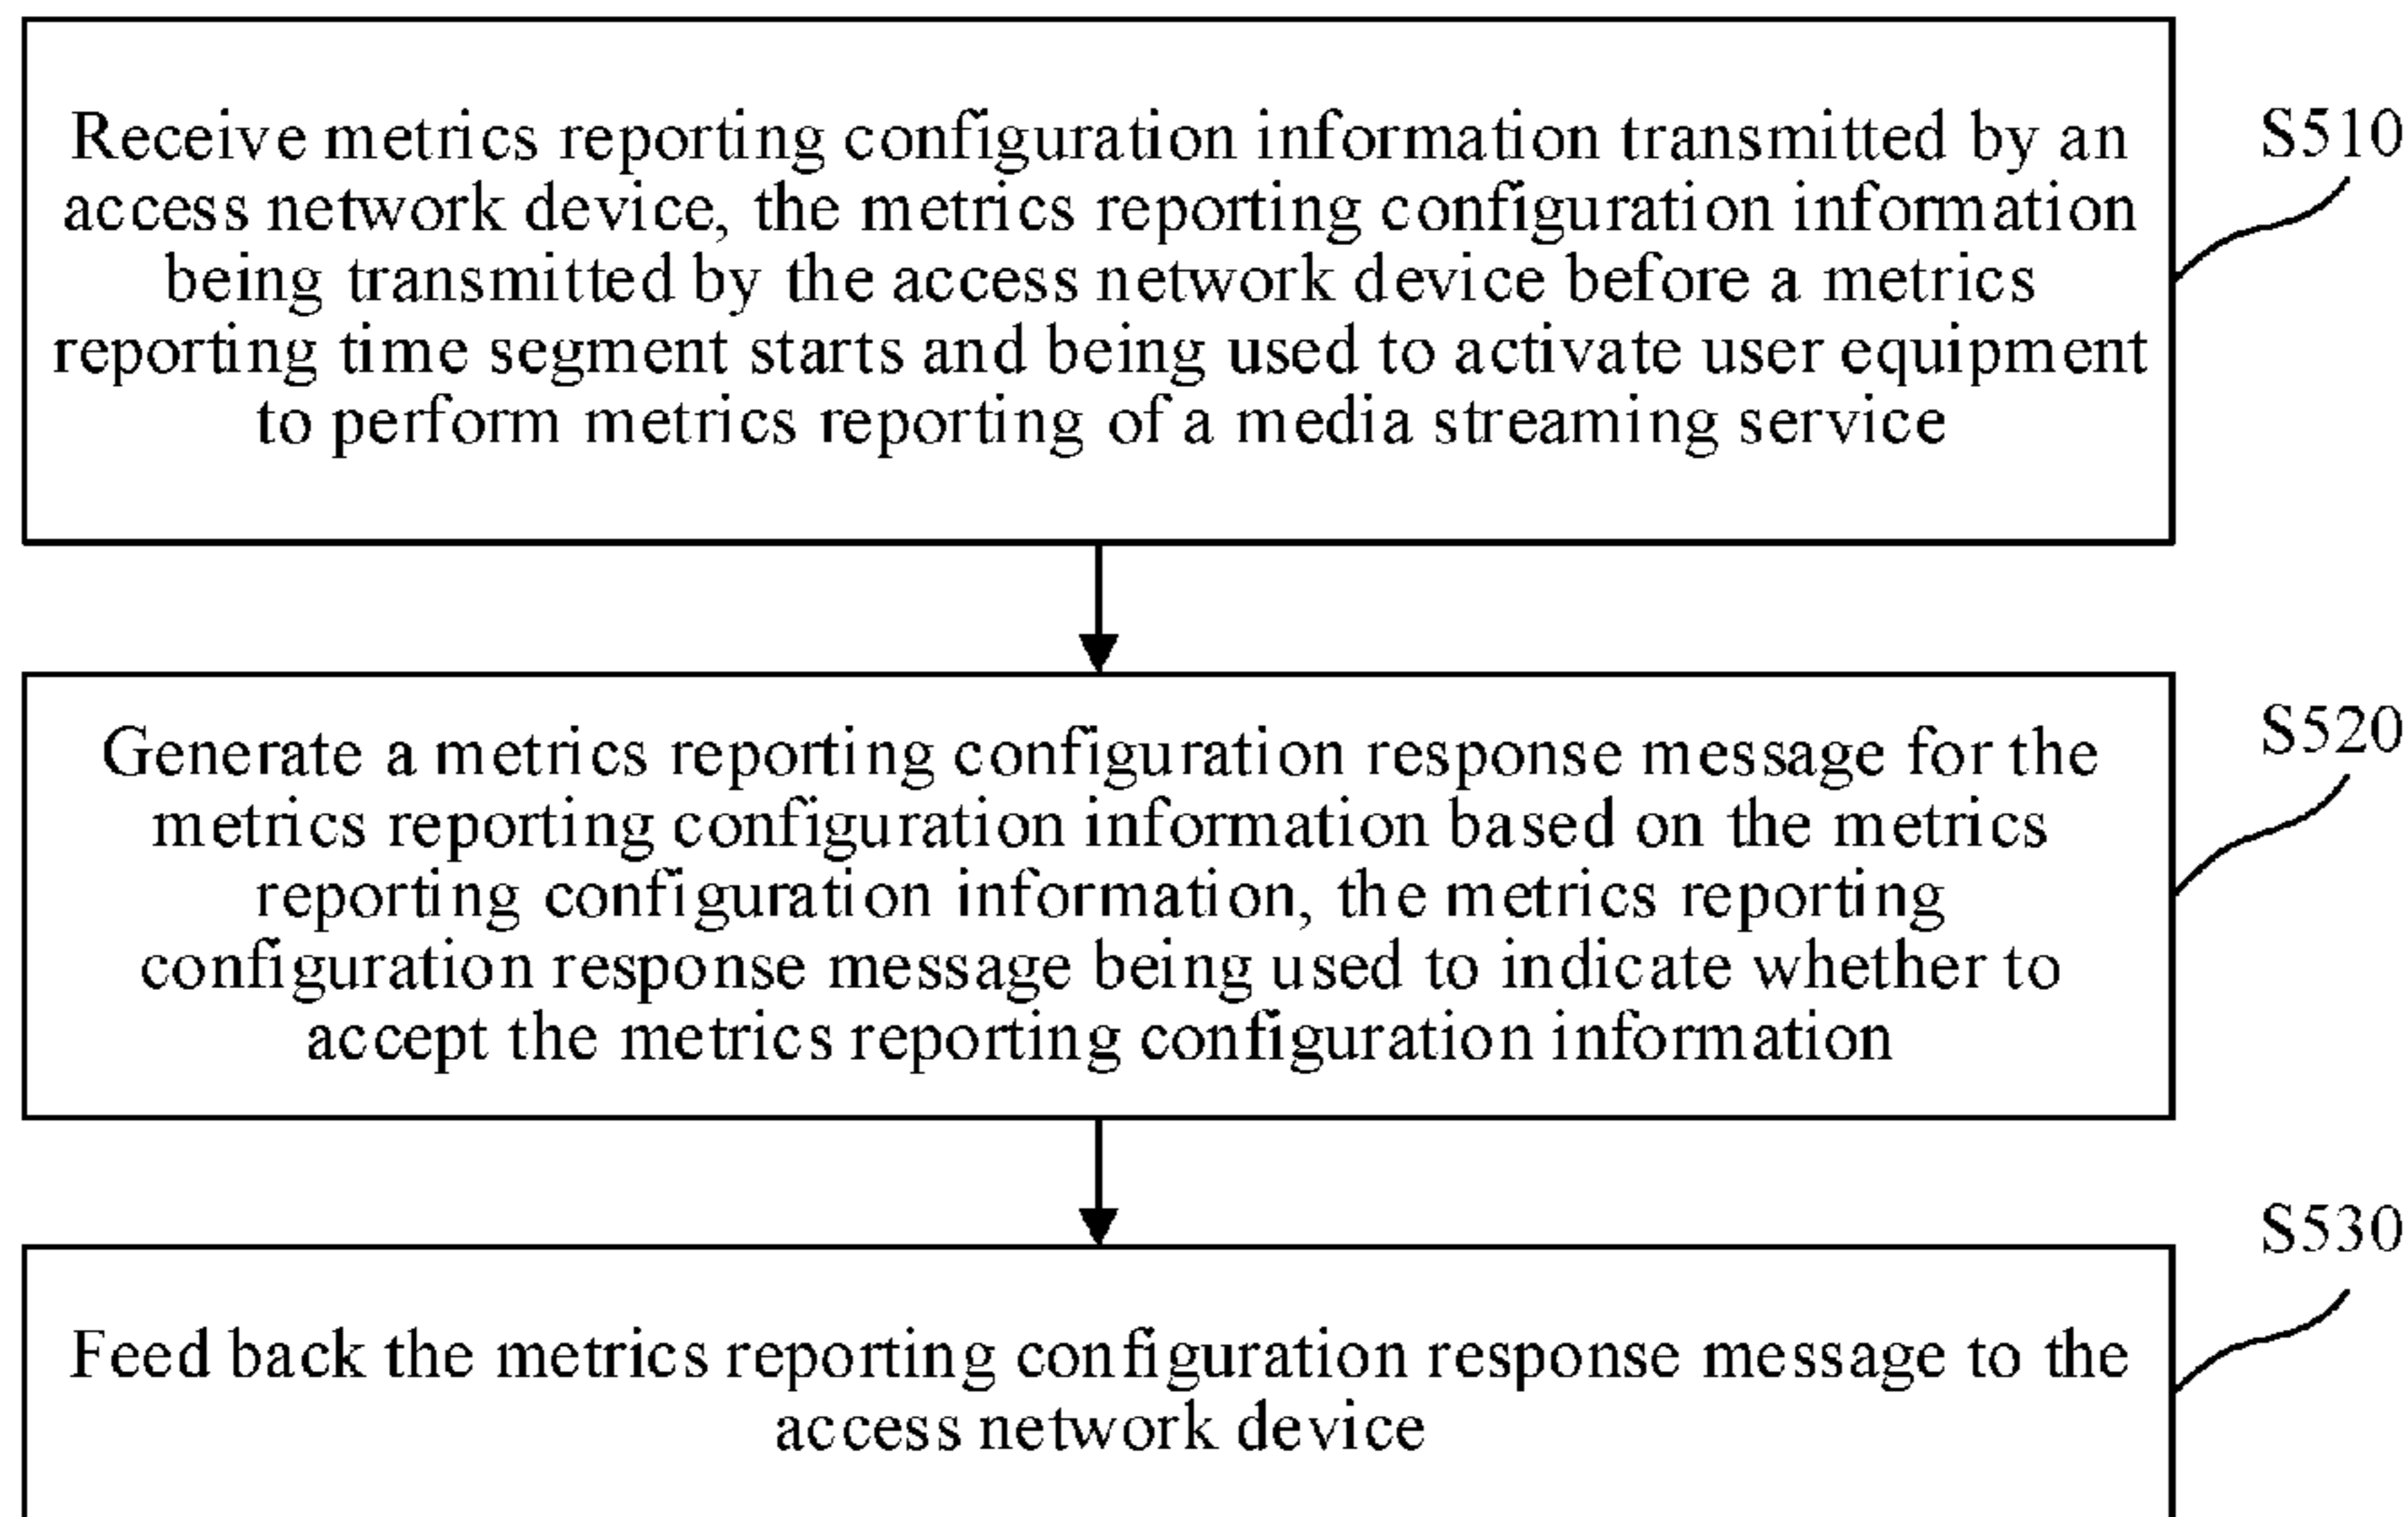 Receive metrics reporting configuration information transmitted by an
access network device, the metrics reporting configuration information
being transmitted by the access network device before a metrics
reporting time segment starts and being used to activate user equipment
to perform metrics reporting of a media streaming service
S510
Generate a metrics reporting configuration response message for the
metrics reporting configuration information based on the metrics
reporting configuration information, the metrics reporting
configuration response message being used to indicate whether to
accept the metrics reporting configuration information
S520
Feed back the metrics reporting configuration response message to the
access network device
S530